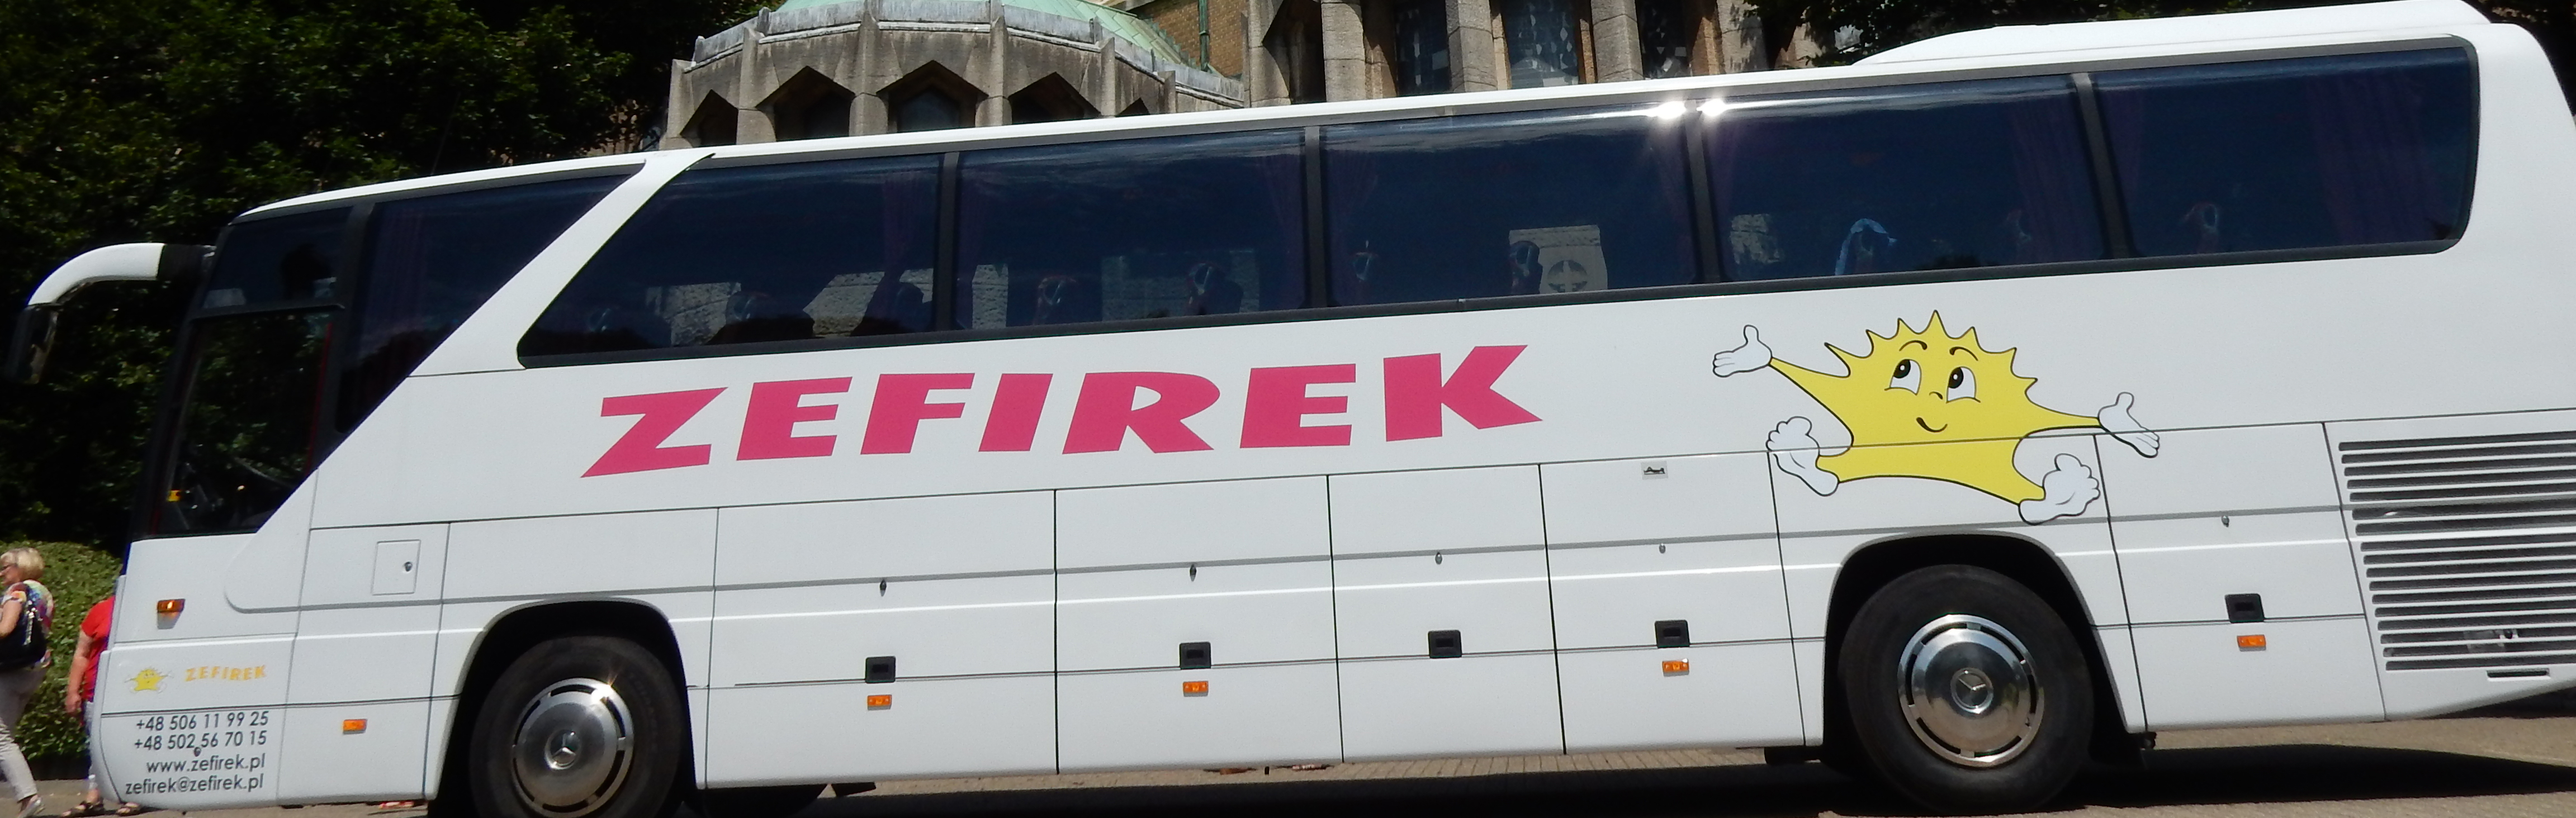 ZEFIREK
ZEFIREK
+48 506 11 99 25
+48 502 56 70 15
www.zefirek.pl
zefirek@zefirek.pl